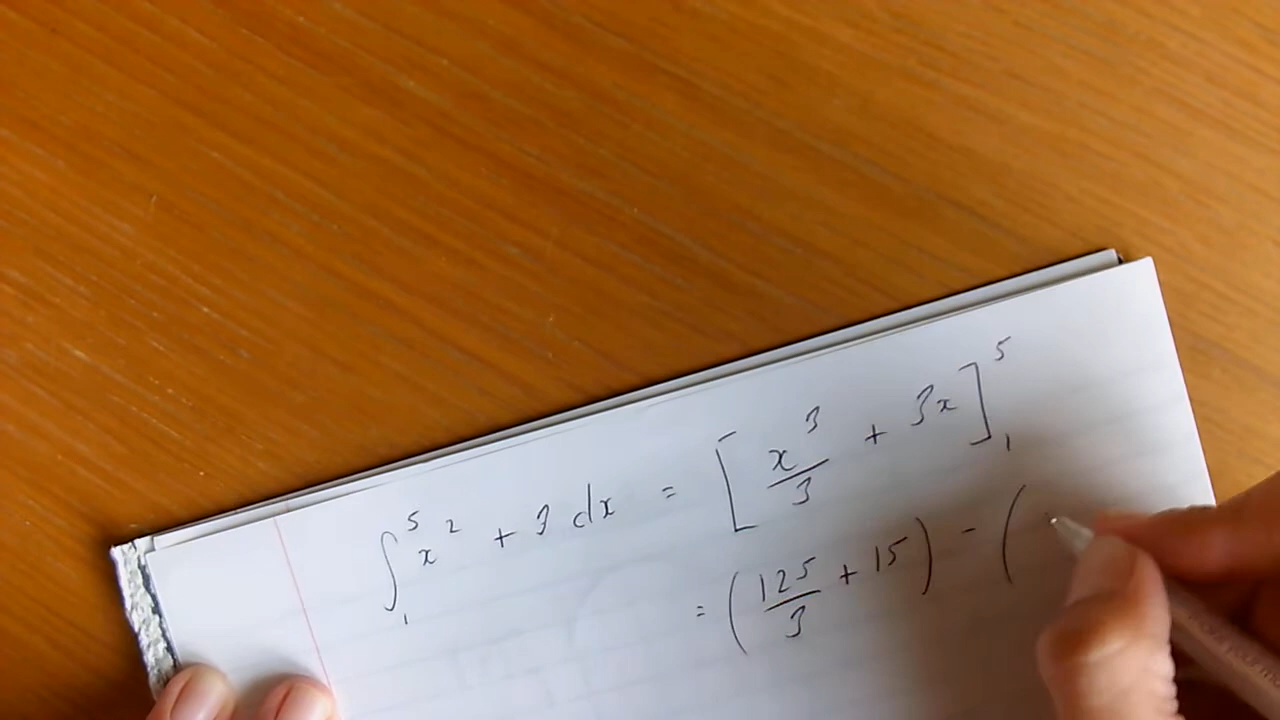 ∫₁⁵ x² + 3 dx = [x³/3 + 3x]₁⁵
= (125/3 + 15) - (